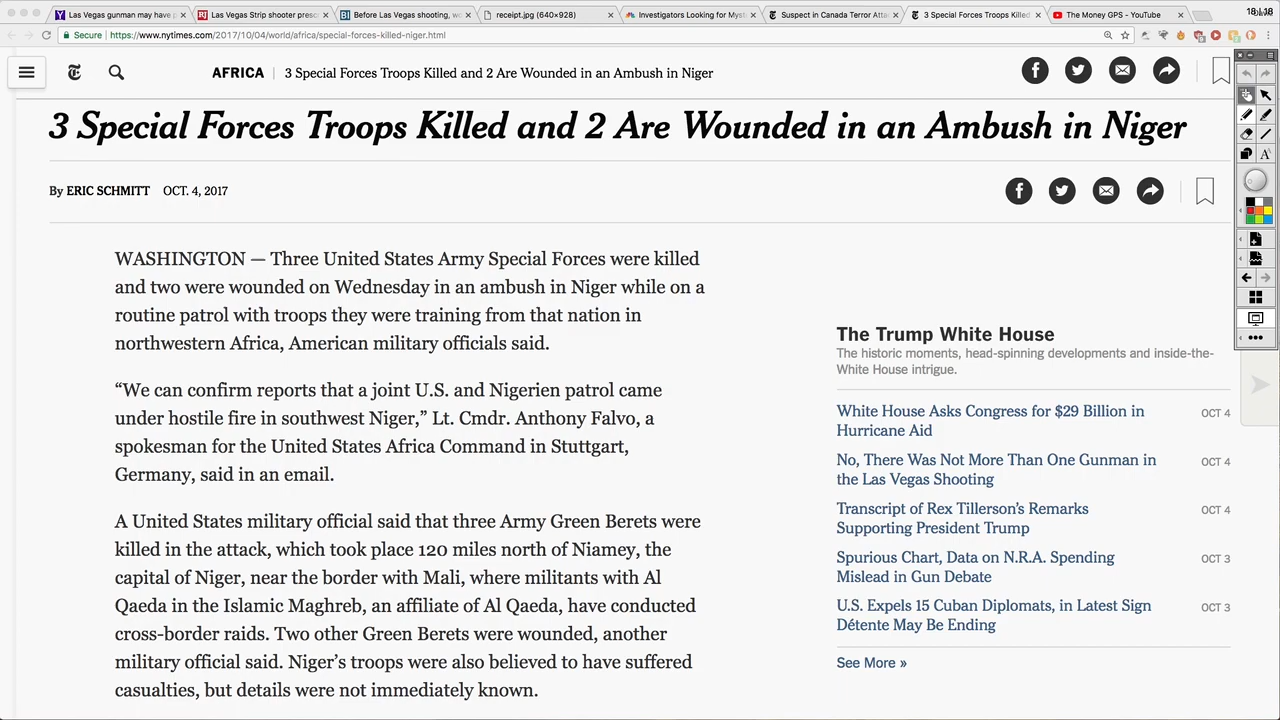 Las Vegas gunman may have p
Las Vegas Strip shooter presc
Before Las Vegas shooting, w
receipt.jpg (640×928)
Investigators Looking for Myst
Suspect in Canada Terror Atta
3 Special Forces Troops Killed
The Money GPS - YouTube
Secure https://www.nytimes.com/2017/10/04/world/africa/special-forces-killed-niger.html
AFRICA 3 Special Forces Troops Killed and 2 Are Wounded in an Ambush in Niger
3 Special Forces Troops Killed and 2 Are Wounded in an Ambush in Niger
By ERIC SCHMITT OCT. 4, 2017
WASHINGTON — Three United States Army Special Forces were killed
and two were wounded on Wednesday in an ambush in Niger while on a
routine patrol with troops they were training from that nation in
northwestern Africa, American military officials said.
“We can confirm reports that a joint U.S. and Nigerien patrol came
under hostile fire in southwest Niger,” Lt. Cmdr. Anthony Falvo, a
spokesman for the United States Africa Command in Stuttgart,
Germany, said in an email.
A United States military official said that three Army Green Berets were
killed in the attack, which took place 120 miles north of Niamey, the
capital of Niger, near the border with Mali, where militants with Al
Qaeda in the Islamic Maghreb, an affiliate of Al Qaeda, have conducted
cross-border raids. Two other Green Berets were wounded, another
military official said. Niger’s troops were also believed to have suffered
casualties, but details were not immediately known.
The Trump White House
The historic moments, head-spinning developments and inside-the-
White House intrigue.
White House Asks Congress for $29 Billion in OCT 4
Hurricane Aid
No, There Was Not More Than One Gunman in OCT 4
the Las Vegas Shooting
Transcript of Rex Tillerson’s Remarks OCT 4
Supporting President Trump
Spurious Chart, Data on N.R.A. Spending OCT 3
Mislead in Gun Debate
U.S. Expels 15 Cuban Diplomats, in Latest Sign OCT 3
Détente May Be Ending
See More »